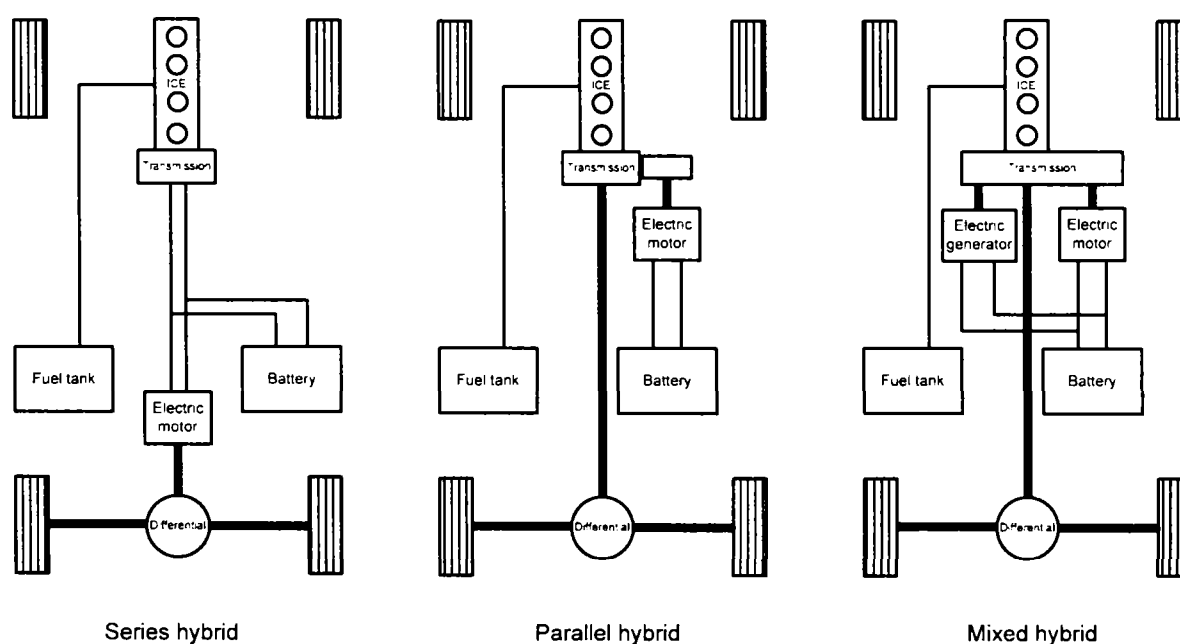 ICE
Transmission
Fuel tank
Battery
Electric
motor
Differential
Series hybrid
ICE
Transmission
Electric
motor
Fuel tank
Battery
Differential
Parallel hybrid
ICE
Transmission
Electric
generator
Electric
motor
Fuel tank
Battery
Differential
Mixed hybrid